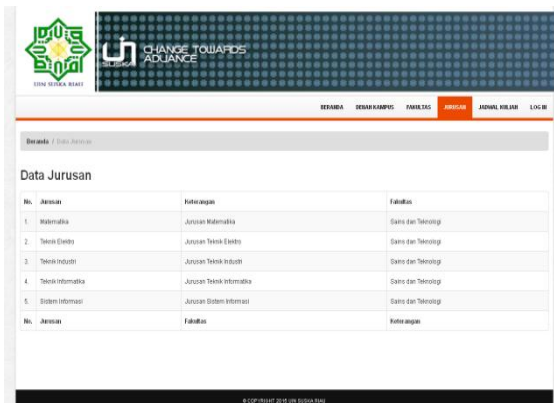 UIN SUSKA RIAU
uin SUSKA
CHANGE TOWARDS
ADVANCE
BERANDA DENAH KAMPUS FAKULTAS JURUSAN JADWAL KULIAH LOG IN
Beranda / Data Jurusan
Data Jurusan
No. Jurusan Keterangan Fakultas
1. Matematika Jurusan Matematika Sains dan Teknologi
2. Teknik Elektro Jurusan Teknik Elektro Sains dan Teknologi
3. Teknik Industri Jurusan Teknik Industri Sains dan Teknologi
4. Teknik Informatika Jurusan Teknik Informatika Sains dan Teknologi
5. Sistem Informasi Jurusan Sistem Informasi Sains dan Teknologi
No. Jurusan Fakultas Keterangan
© COPYRIGHT 2015 UIN SUSKA RIAU